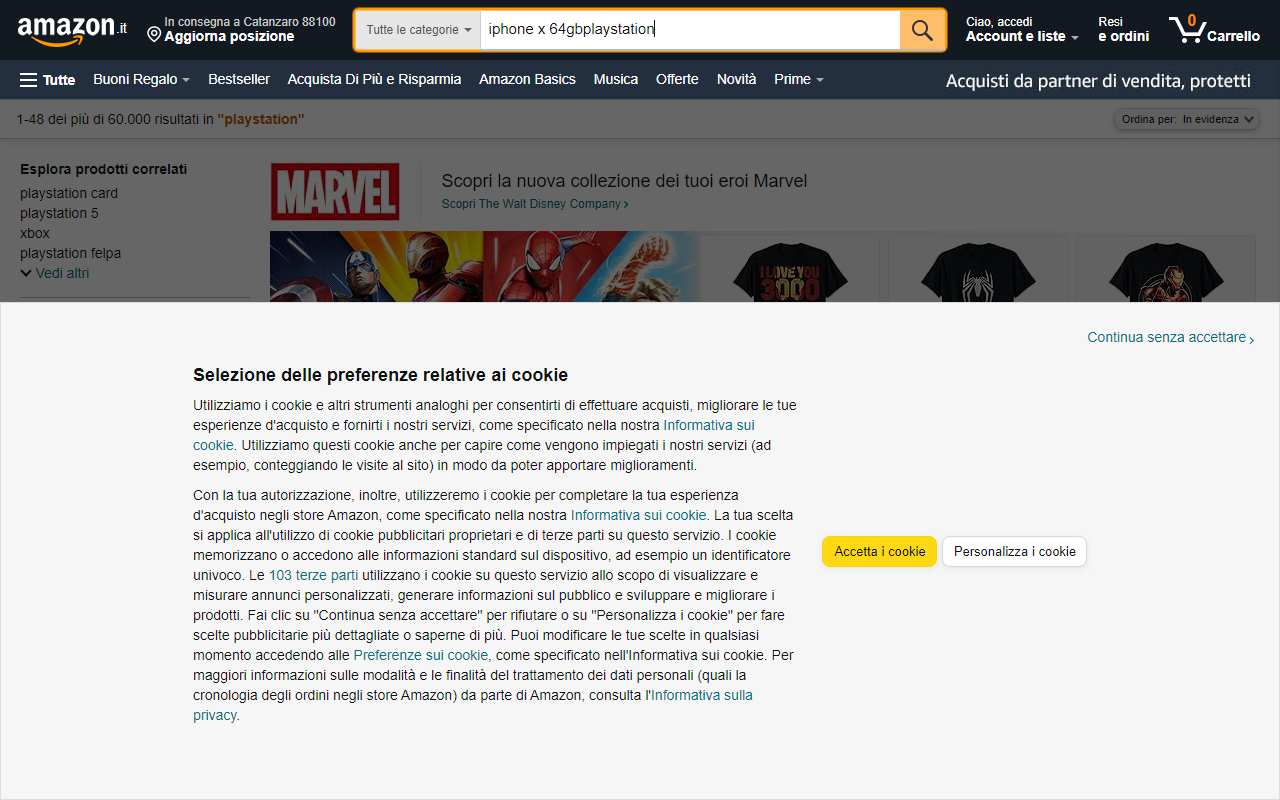 amazon.it
In consegna a Catanzaro 88100
Aggiorna posizione
Tutte le categorie
iphone x 64gbplaystation
Ciao, accedi
Account e liste
Resi
e ordini
0
Carrello
Tutte
Buoni Regalo
Bestseller
Acquista Di Più e Risparmia
Amazon Basics
Musica
Offerte
Novità
Prime
Acquisti da partner di vendita, protetti
1-48 dei più di 60.000 risultati in "playstation"
Ordina per: In evidenza
Esplora prodotti correlati
playstation card
playstation 5
xbox
playstation felpa
Vedi altri
MARVEL
Scopri la nuova collezione dei tuoi eroi Marvel
Scopri The Walt Disney Company
I LOVE YOU
3000
Continua senza accettare
Selezione delle preferenze relative ai cookie
Utilizziamo i cookie e altri strumenti analoghi per consentirti di effettuare acquisti, migliorare le tue
esperienze d'acquisto e fornirti i nostri servizi, come specificato nella nostra Informativa sui
cookie. Utilizziamo questi cookie anche per capire come vengono impiegati i nostri servizi (ad
esempio, conteggiando le visite al sito) in modo da poter apportare miglioramenti.
Con la tua autorizzazione, inoltre, utilizzeremo i cookie per completare la tua esperienza
d'acquisto negli store Amazon, come specificato nella nostra Informativa sui cookie. La tua scelta
si applica all'utilizzo di cookie pubblicitari proprietari e di terze parti su questo servizio. I cookie
memorizzano o accedono alle informazioni standard sul dispositivo, ad esempio un identificatore
univoco. Le 103 terze parti utilizzano i cookie su questo servizio allo scopo di visualizzare e
misurare annunci personalizzati, generare informazioni sul pubblico e sviluppare e migliorare i
prodotti. Fai clic su "Continua senza accettare" per rifiutare o su "Personalizza i cookie" per fare
scelte pubblicitarie più dettagliate o saperne di più. Puoi modificare le tue scelte in qualsiasi
momento accedendo alle Preferenze sui cookie, come specificato nell'Informativa sui cookie. Per
maggiori informazioni sulle modalità e le finalità del trattamento dei dati personali (quali la
cronologia degli ordini negli store Amazon) da parte di Amazon, consulta l'Informativa sulla
privacy.
Accetta i cookie
Personalizza i cookie